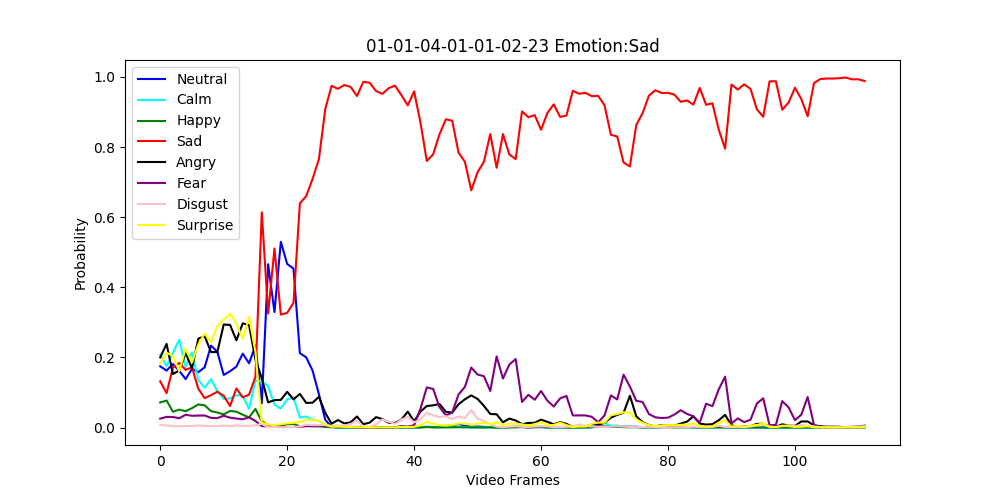 01-01-04-01-01-02-23 Emotion:Sad
Neutral
Calm
Happy
Sad
Angry
Fear
Disgust
Surprise
Probability
1.0
0.8
0.6
0.4
0.2
0.0
0 20 40 60 80 100
Video Frames